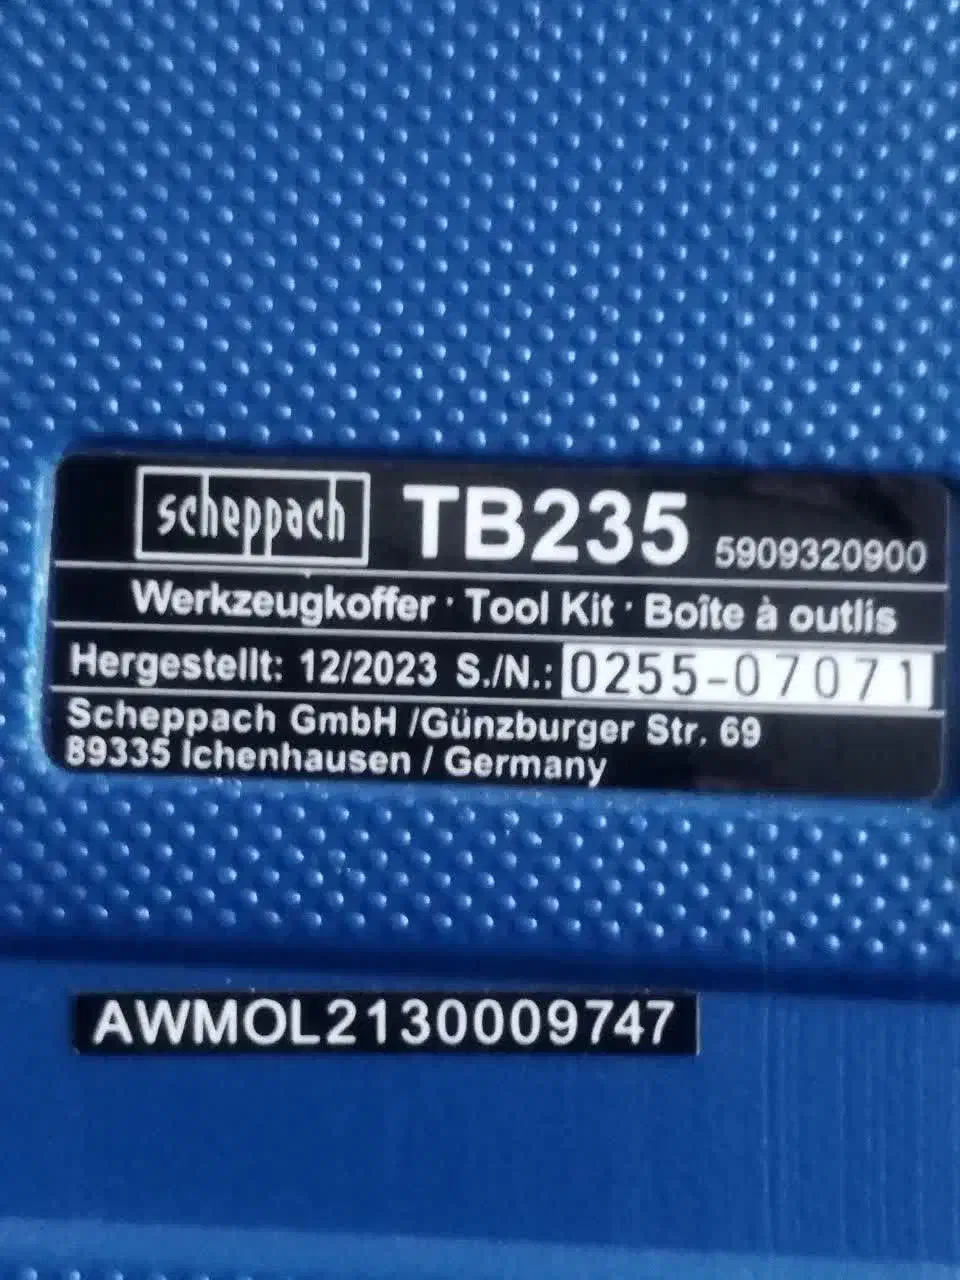 scheppach TB235 5909320900
Werkzeugkoffer · Tool Kit · Boîte à outlis
Hergestellt: 12/2023 S./N.: 0255-07071
Scheppach GmbH /Günzburger Str. 69
89335 Ichenhausen / Germany
AWMOL2130009747